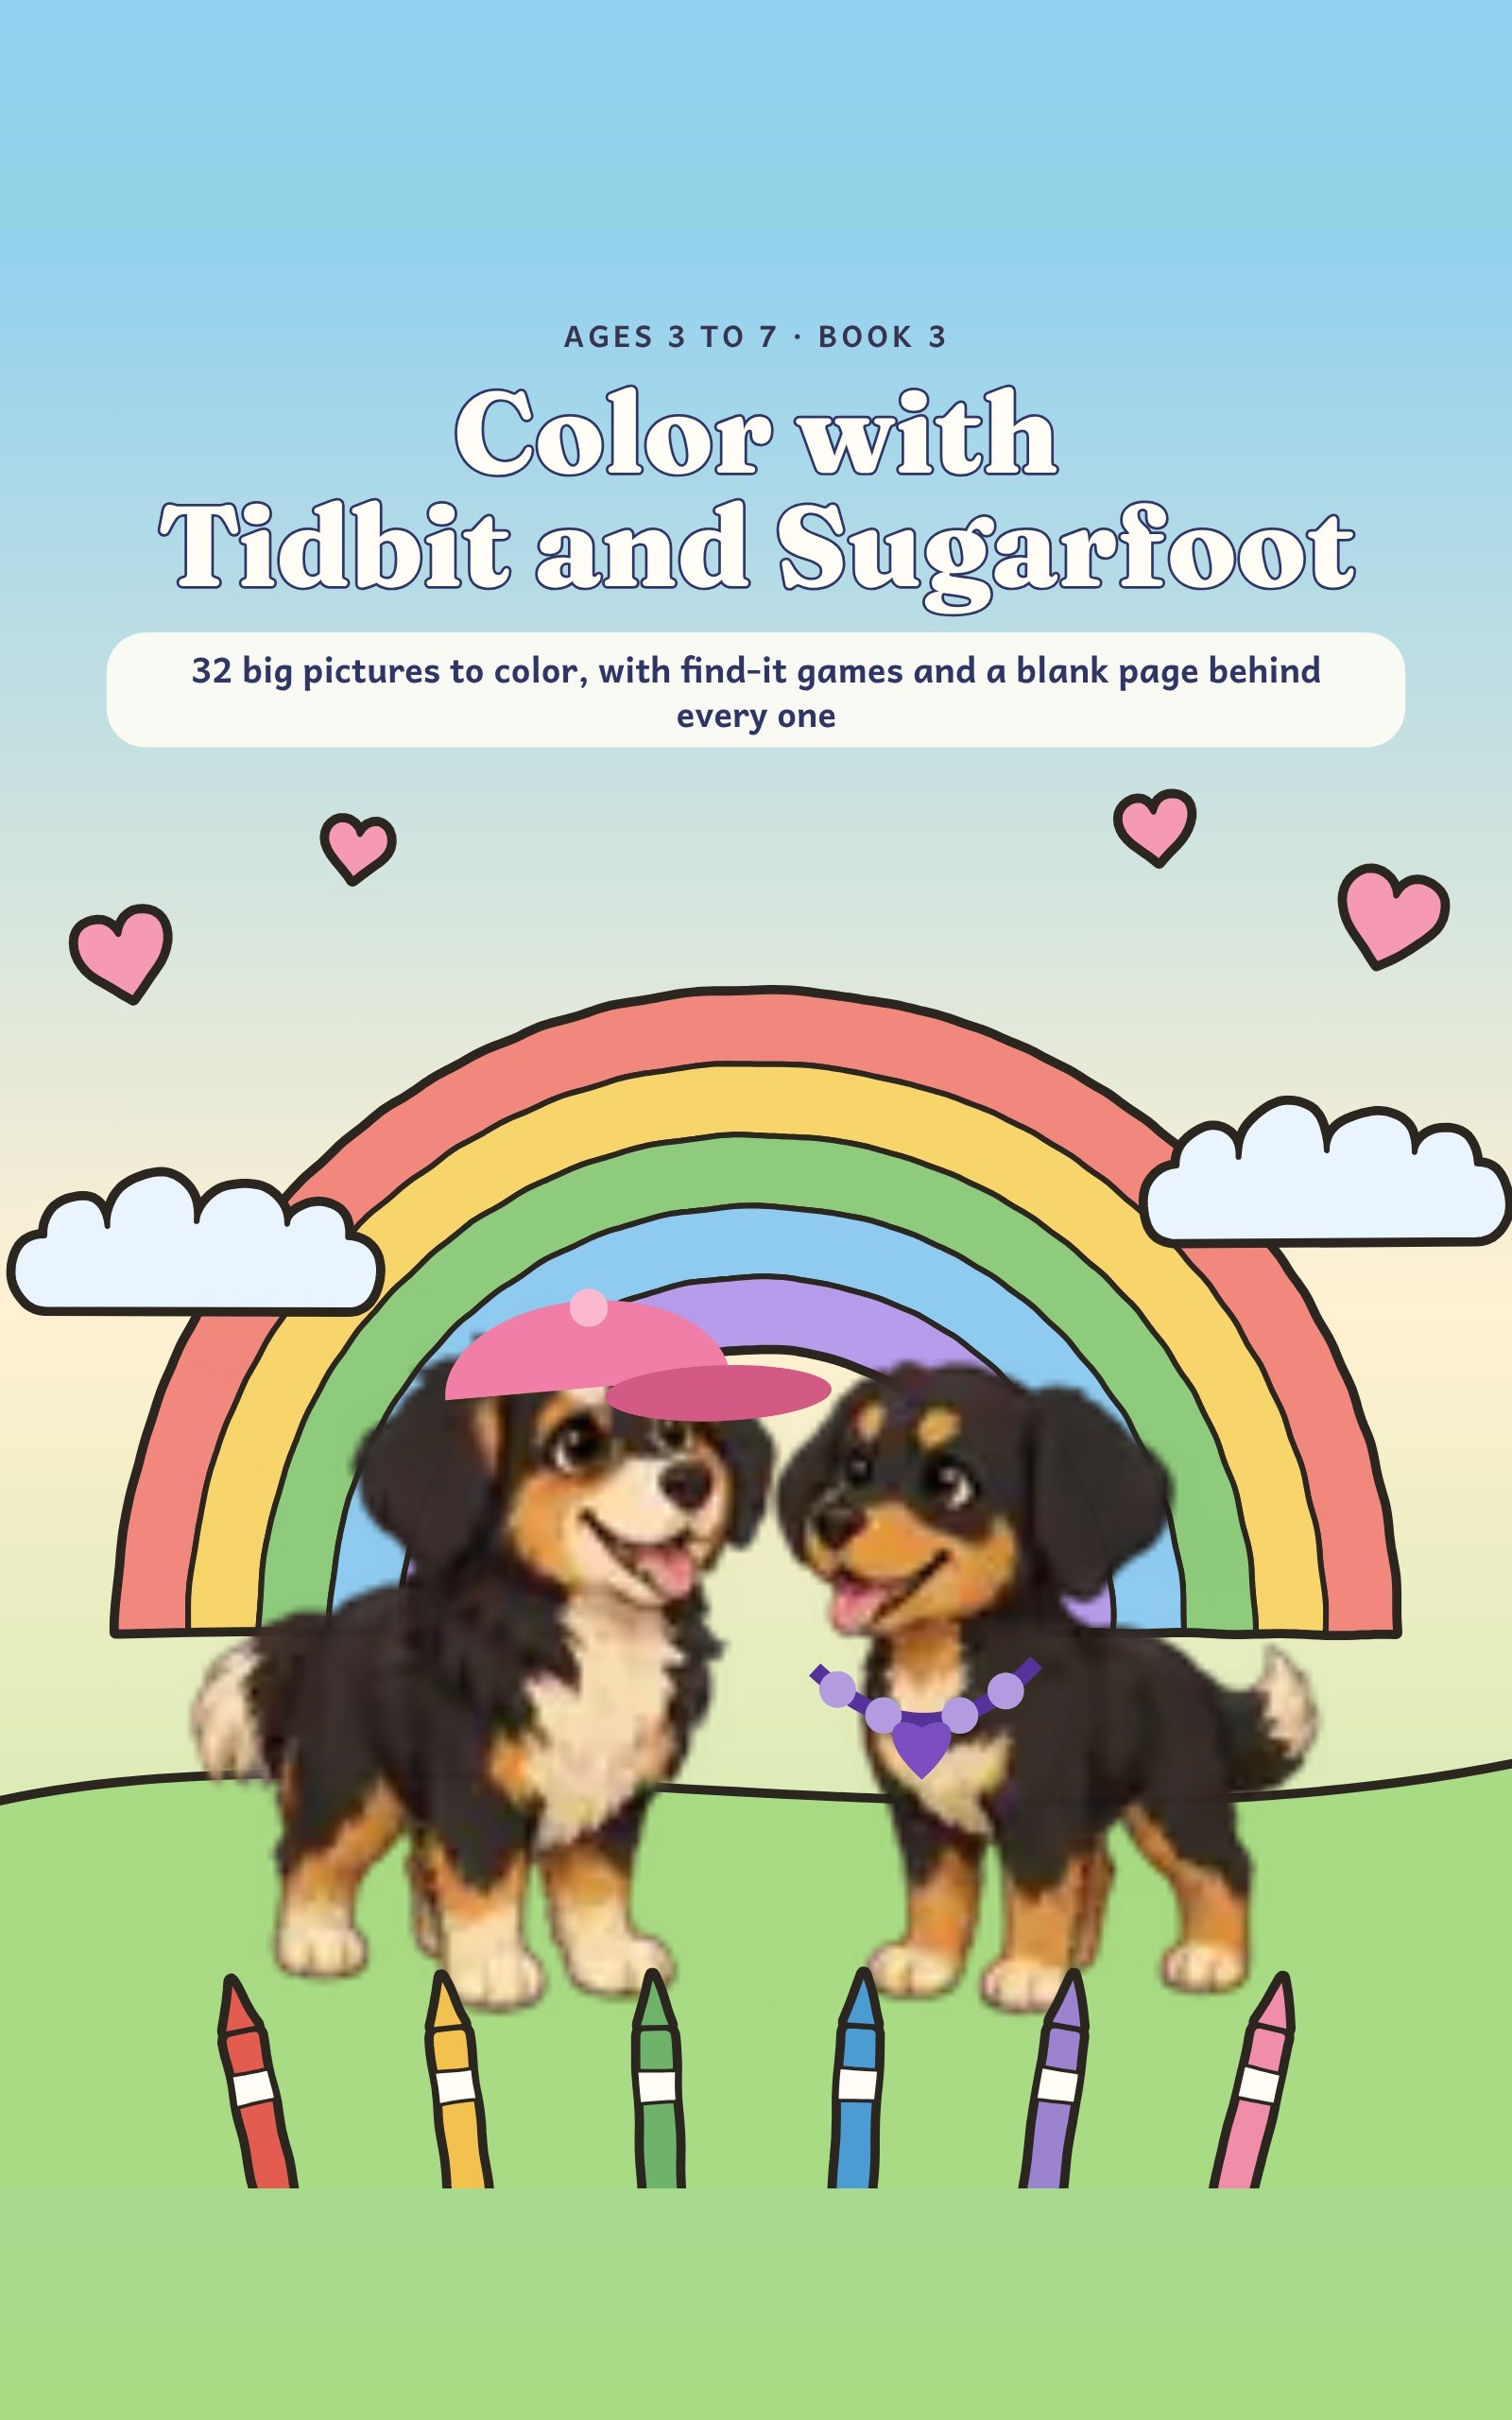 AGES 3 TO 7 · BOOK 3
Color with
Tidbit and Sugarfoot
32 big pictures to color, with find-it games and a blank page behind
every one